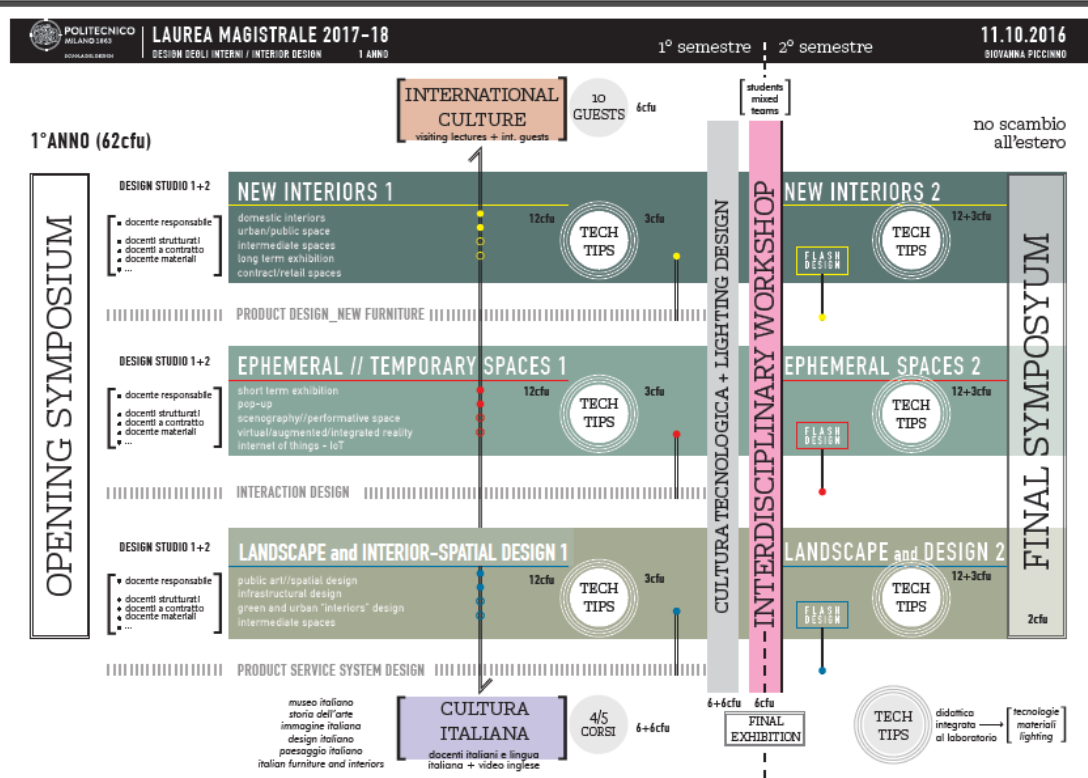 POLITECNICO
MILANO 1863
SCUOLA DEL DESIGN
LAUREA MAGISTRALE 2017-18
DESIGN DEGLI INTERNI / INTERIOR DESIGN 1 ANNO
1° semestre
2° semestre
11.10.2016
GIOVANNA PICCINNO
INTERNATIONAL
CULTURE
visiting lectures + int. guests
10
GUESTS
6cfu
students
mixed
teams
no scambio
all'estero
1°ANNO (62cfu)
OPENING SYMPOSIUM
DESIGN STUDIO 1+2
docente responsabile
docenti strutturati
docenti a contratto
docente materiali
...
NEW INTERIORS 1
domestic interiors
urban/public space
intermediate spaces
long term exhibition
contract/retail spaces
12cfu
TECH
TIPS
3cfu
NEW INTERIORS 2
12+3cfu
TECH
TIPS
FLASH
DESIGN
PRODUCT DESIGN_NEW FURNITURE
DESIGN STUDIO 1+2
docente responsabile
docenti strutturati
docenti a contratto
docente materiali
...
EPHEMERAL // TEMPORARY SPACES 1
short term exhibition
pop-up
scenography//performative space
virtual/augmented/integrated reality
internet of things - IoT
12cfu
TECH
TIPS
3cfu
EPHEMERAL SPACES 2
12+3cfu
TECH
TIPS
FLASH
DESIGN
INTERACTION DESIGN
DESIGN STUDIO 1+2
docente responsabile
docenti strutturati
docenti a contratto
docente materiali
...
LANDSCAPE and INTERIOR-SPATIAL DESIGN 1
public art//spatial design
infrastructural design
green and urban "interiors" design
intermediate spaces
12cfu
TECH
TIPS
3cfu
LANDSCAPE and DESIGN 2
12+3cfu
TECH
TIPS
FLASH
DESIGN
PRODUCT SERVICE SYSTEM DESIGN
CULTURA TECNOLOGICA + LIGHTING DESIGN
INTERDISCIPLINARY WORKSHOP
FINAL SYMPOSYUM
2cfu
museo italiano
storia dell'arte
immagine italiana
design italiano
paesaggio italiano
italian furniture and interiors
CULTURA
ITALIANA
docenti italiani e lingua
italiana + video inglese
4/5
CORSI
6+6cfu
6+6cfu
6cfu
FINAL
EXHIBITION
TECH
TIPS
didattica
integrata
al laboratorio
tecnologie
materiali
lighting